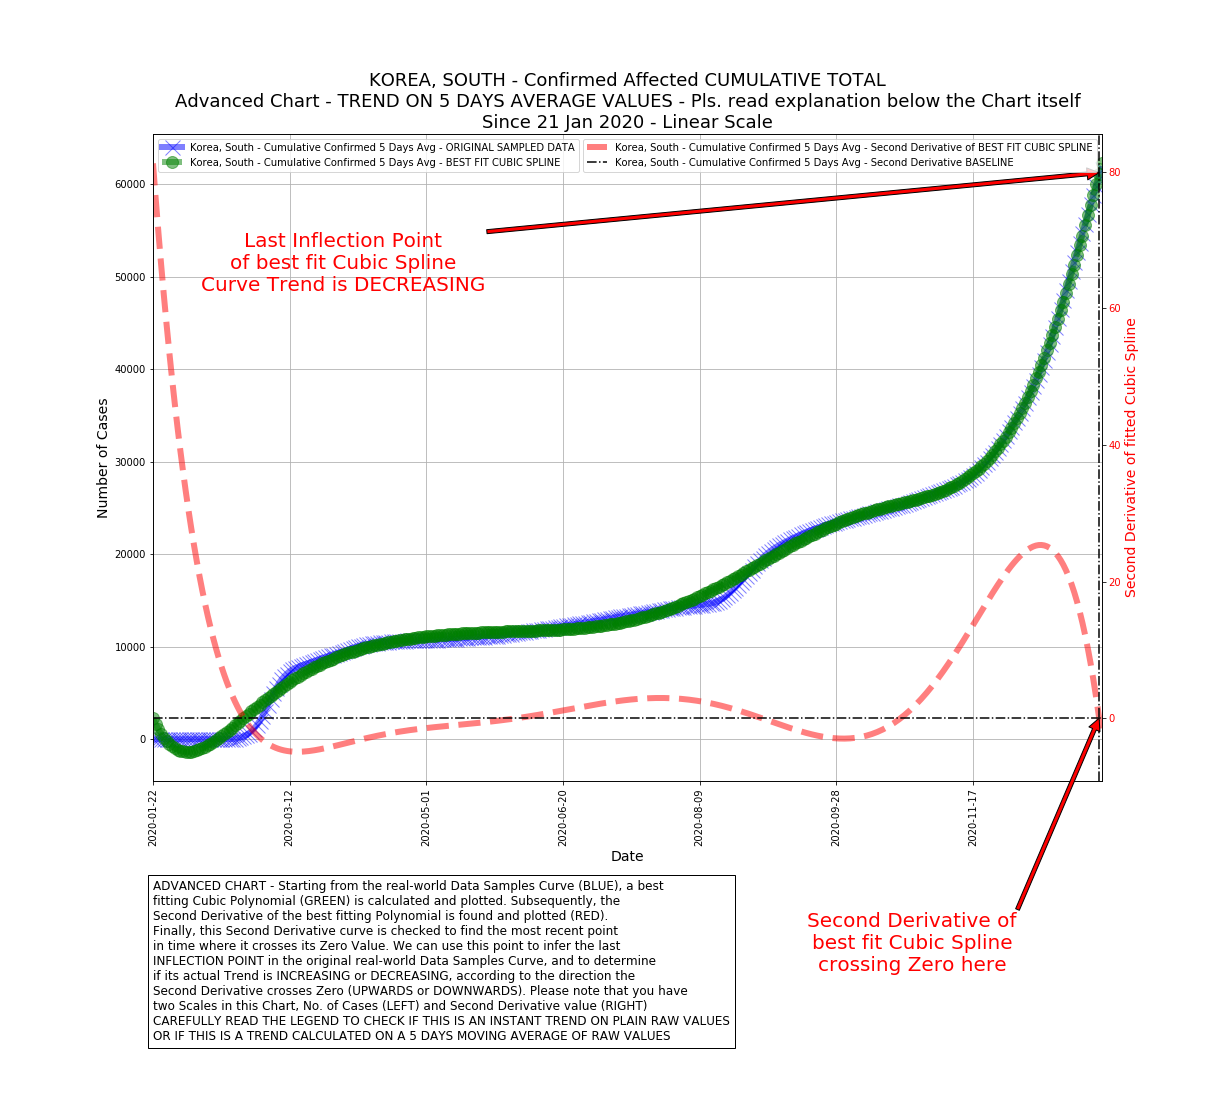 KOREA, SOUTH - Confirmed Affected CUMULATIVE TOTAL
Advanced Chart - TREND ON 5 DAYS AVERAGE VALUES - Pls. read explanation below the Chart itself
Since 21 Jan 2020 - Linear Scale
Korea, South - Cumulative Confirmed 5 Days Avg - ORIGINAL SAMPLED DATA
Korea, South - Cumulative Confirmed 5 Days Avg - BEST FIT CUBIC SPLINE
Korea, South - Cumulative Confirmed 5 Days Avg - Second Derivative of BEST FIT CUBIC SPLINE
Korea, South - Cumulative Confirmed 5 Days Avg - Second Derivative BASELINE
Last Inflection Point
of best fit Cubic Spline
Curve Trend is DECREASING
Number of Cases
60000
50000
40000
30000
20000
10000
0
80
60
40
20
0
Second Derivative of fitted Cubic Spline
2020-01-22
2020-03-12
2020-05-01
2020-06-20
2020-08-09
2020-09-28
2020-11-17
Date
ADVANCED CHART - Starting from the real-world Data Samples Curve (BLUE), a best
fitting Cubic Polynomial (GREEN) is calculated and plotted. Subsequently, the
Second Derivative of the best fitting Polynomial is found and plotted (RED).
Finally, this Second Derivative curve is checked to find the most recent point
in time where it crosses its Zero Value. We can use this point to infer the last
INFLECTION POINT in the original real-world Data Samples Curve, and to determine
if its actual Trend is INCREASING or DECREASING, according to the direction the
Second Derivative crosses Zero (UPWARDS or DOWNWARDS). Please note that you have
two Scales in this Chart, No. of Cases (LEFT) and Second Derivative value (RIGHT)
CAREFULLY READ THE LEGEND TO CHECK IF THIS IS AN INSTANT TREND ON PLAIN RAW VALUES
OR IF THIS IS A TREND CALCULATED ON A 5 DAYS MOVING AVERAGE OF RAW VALUES
Second Derivative of
best fit Cubic Spline
crossing Zero here